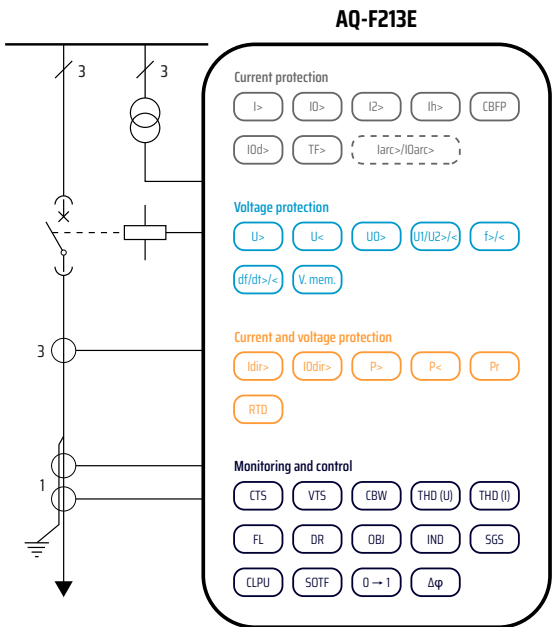 AQ-F213E
3
3
Current protection
I>
I0>
I2>
Ih>
CBFP
I0d>
TF>
Iarc>/I0arc>
Voltage protection
U>
U<
U0>
U1/U2>/<
f>/<
df/dt>/<
V. mem.
3
Current and voltage protection
Idir>
I0dir>
P>
P<
Pr
RTD
1
Monitoring and control
CTS
VTS
CBW
THD (U)
THD (I)
FL
DR
OBJ
IND
SGS
CLPU
SOTF
0 → 1
Δφ